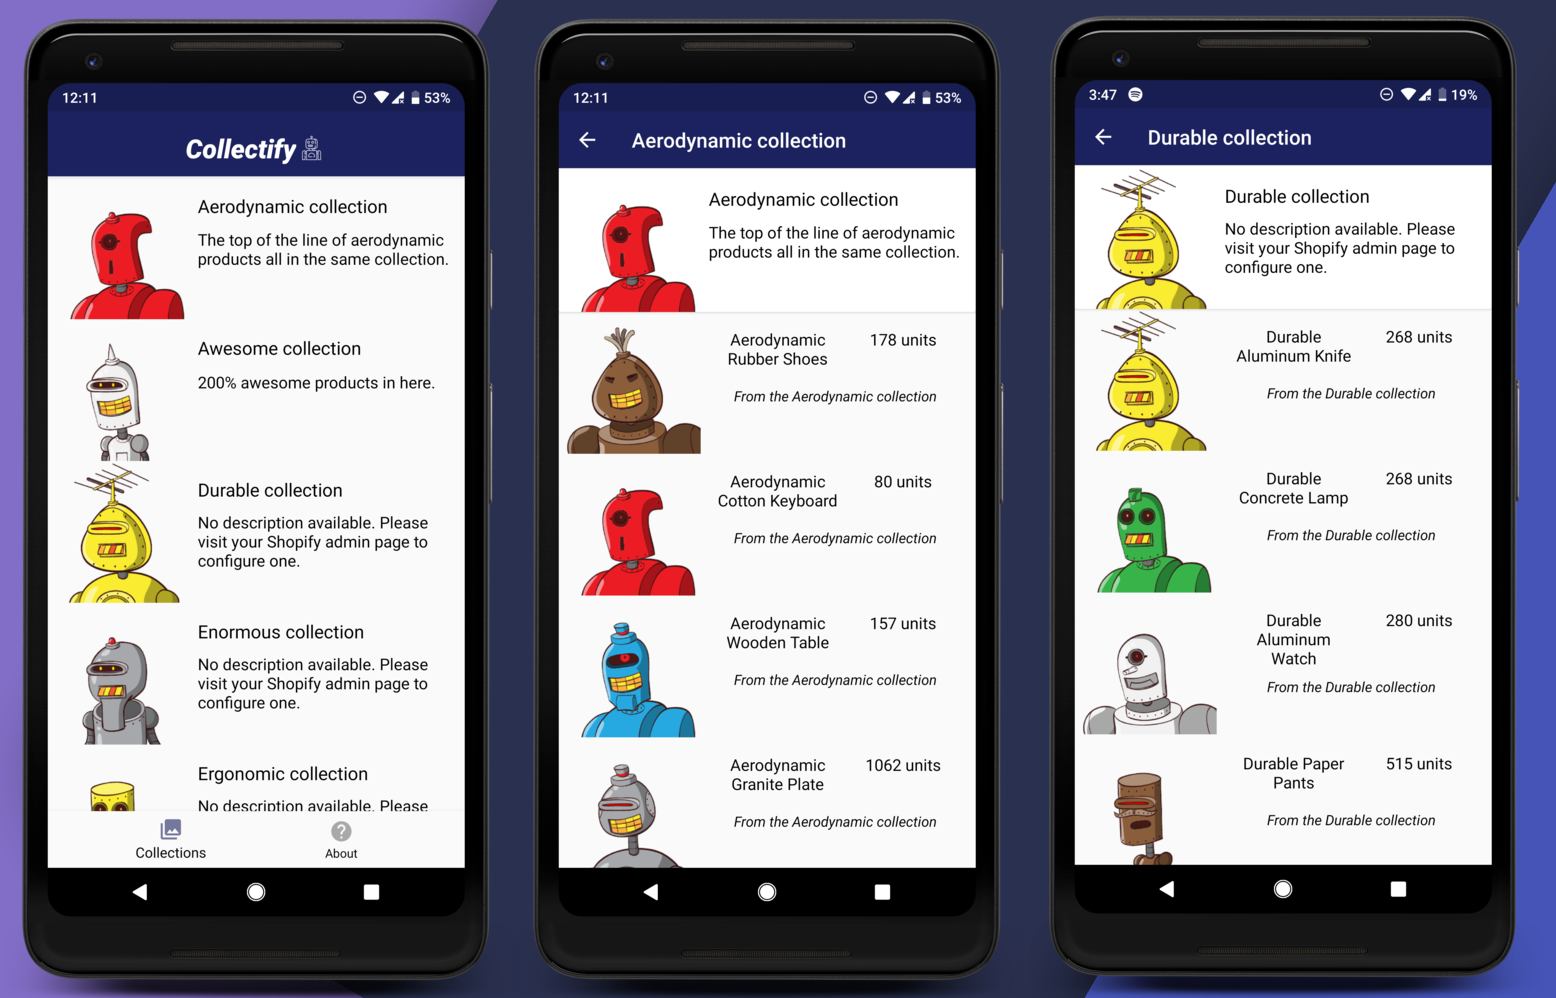 12:11
53%
Collectify
Aerodynamic collection
The top of the line of aerodynamic
products all in the same collection.
Awesome collection
200% awesome products in here.
Durable collection
No description available. Please
visit your Shopify admin page to
configure one.
Enormous collection
No description available. Please
visit your Shopify admin page to
configure one.
Ergonomic collection
No description available. Please
Collections
About
12:11
53%
Aerodynamic collection
Aerodynamic collection
The top of the line of aerodynamic
products all in the same collection.
Aerodynamic
Rubber Shoes
178 units
From the Aerodynamic collection
Aerodynamic
Cotton Keyboard
80 units
From the Aerodynamic collection
Aerodynamic
Wooden Table
157 units
From the Aerodynamic collection
Aerodynamic
Granite Plate
1062 units
From the Aerodynamic collection
3:47
19%
Durable collection
Durable collection
No description available. Please
visit your Shopify admin page to
configure one.
Durable
Aluminum Knife
268 units
From the Durable collection
Durable
Concrete Lamp
268 units
From the Durable collection
Durable
Aluminum
Watch
280 units
From the Durable collection
Durable Paper
Pants
515 units
From the Durable collection